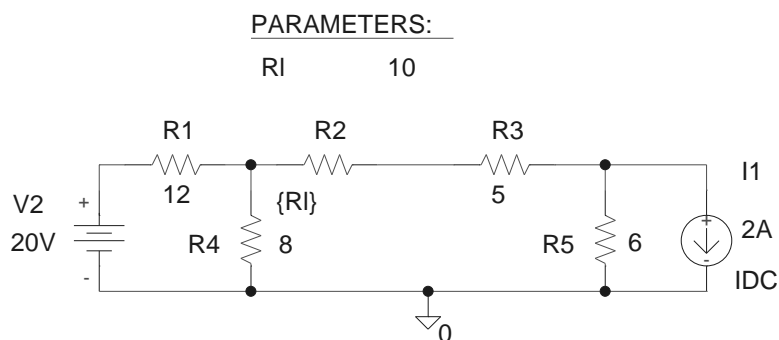 PARAMETERS:
RI 10
R1 R2 R3
I1
V2 + 12 {RI} 5 +
20V R4 8 R5 6 2A
- - IDC
0